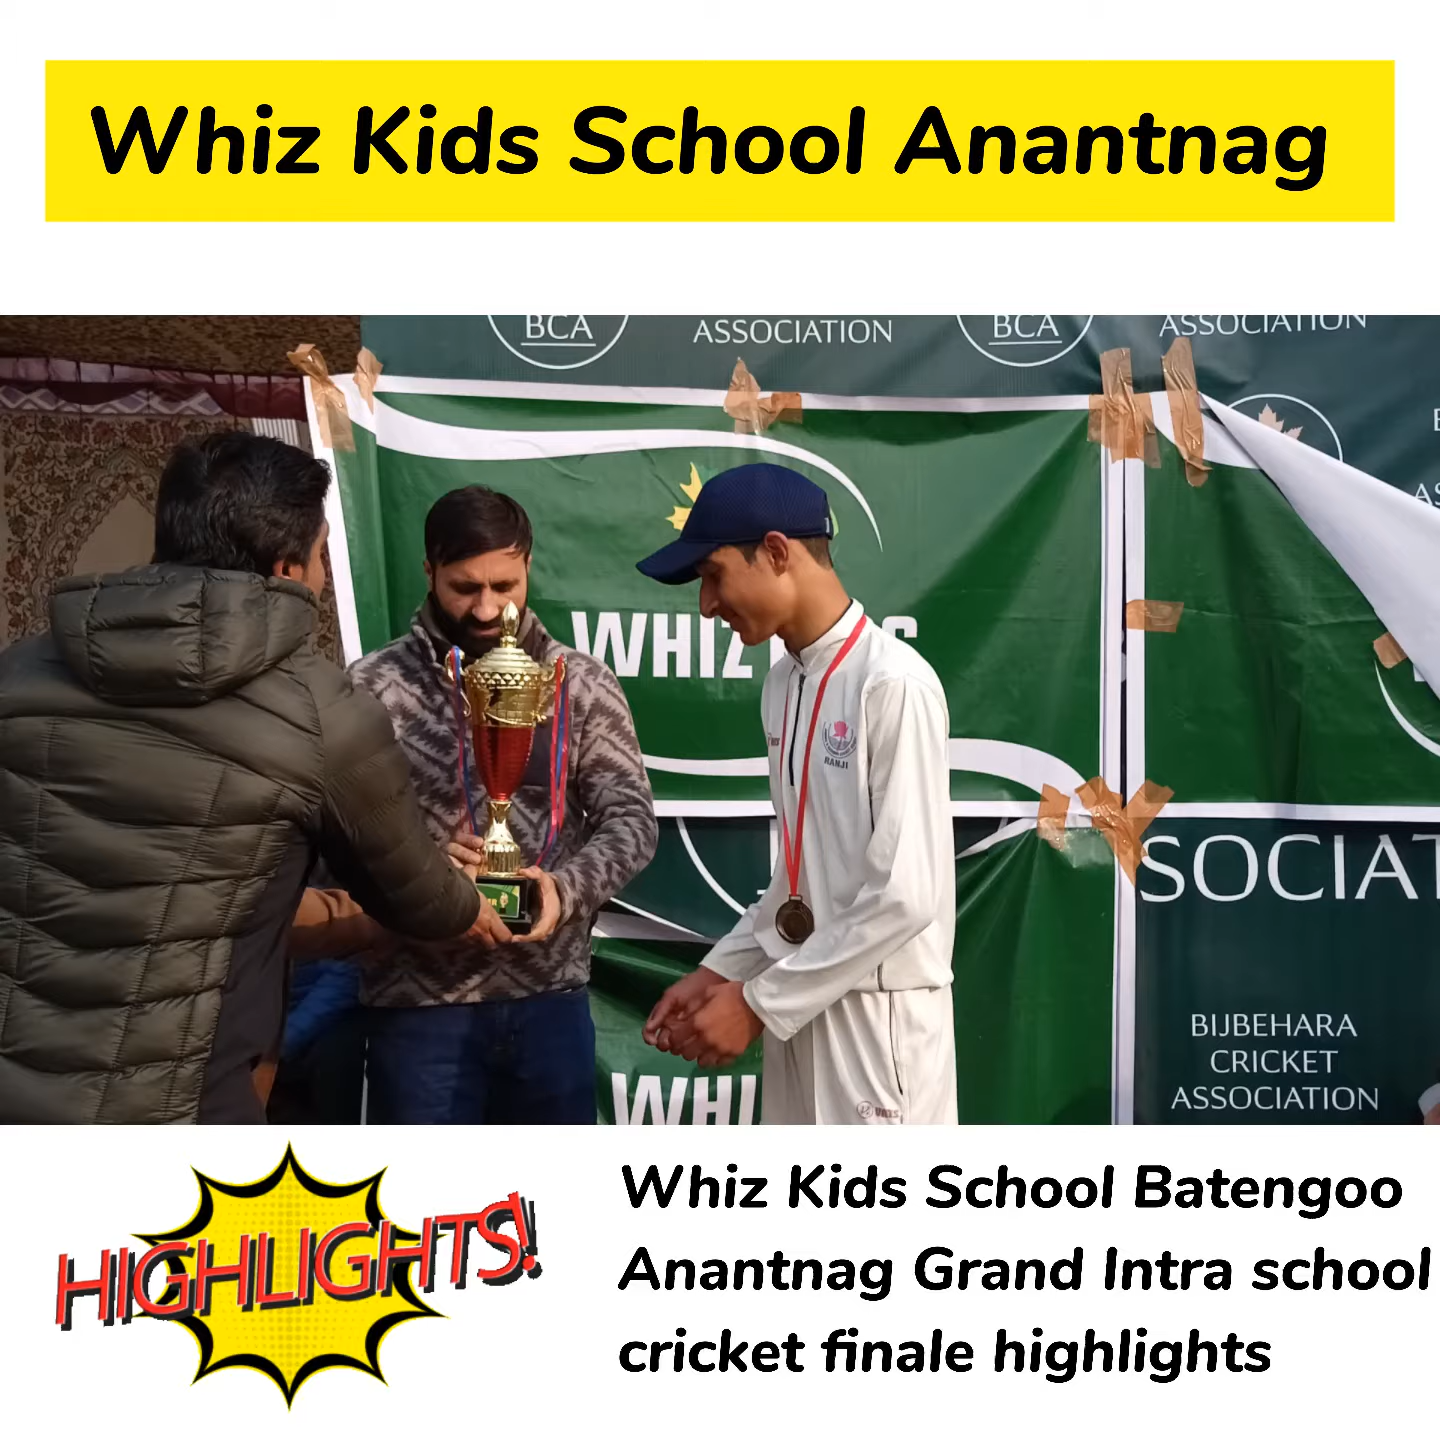 Whiz Kids School Anantnag
BCA
ASSOCIATION
BCA
ASSOCIATION
WHIZ
RANJI
SOCIAT
BIJBEHARA
CRICKET
ASSOCIATION
WHI
HIGHLIGHTS!
Whiz Kids School Batengoo
Anantnag Grand Intra school
cricket finale highlights